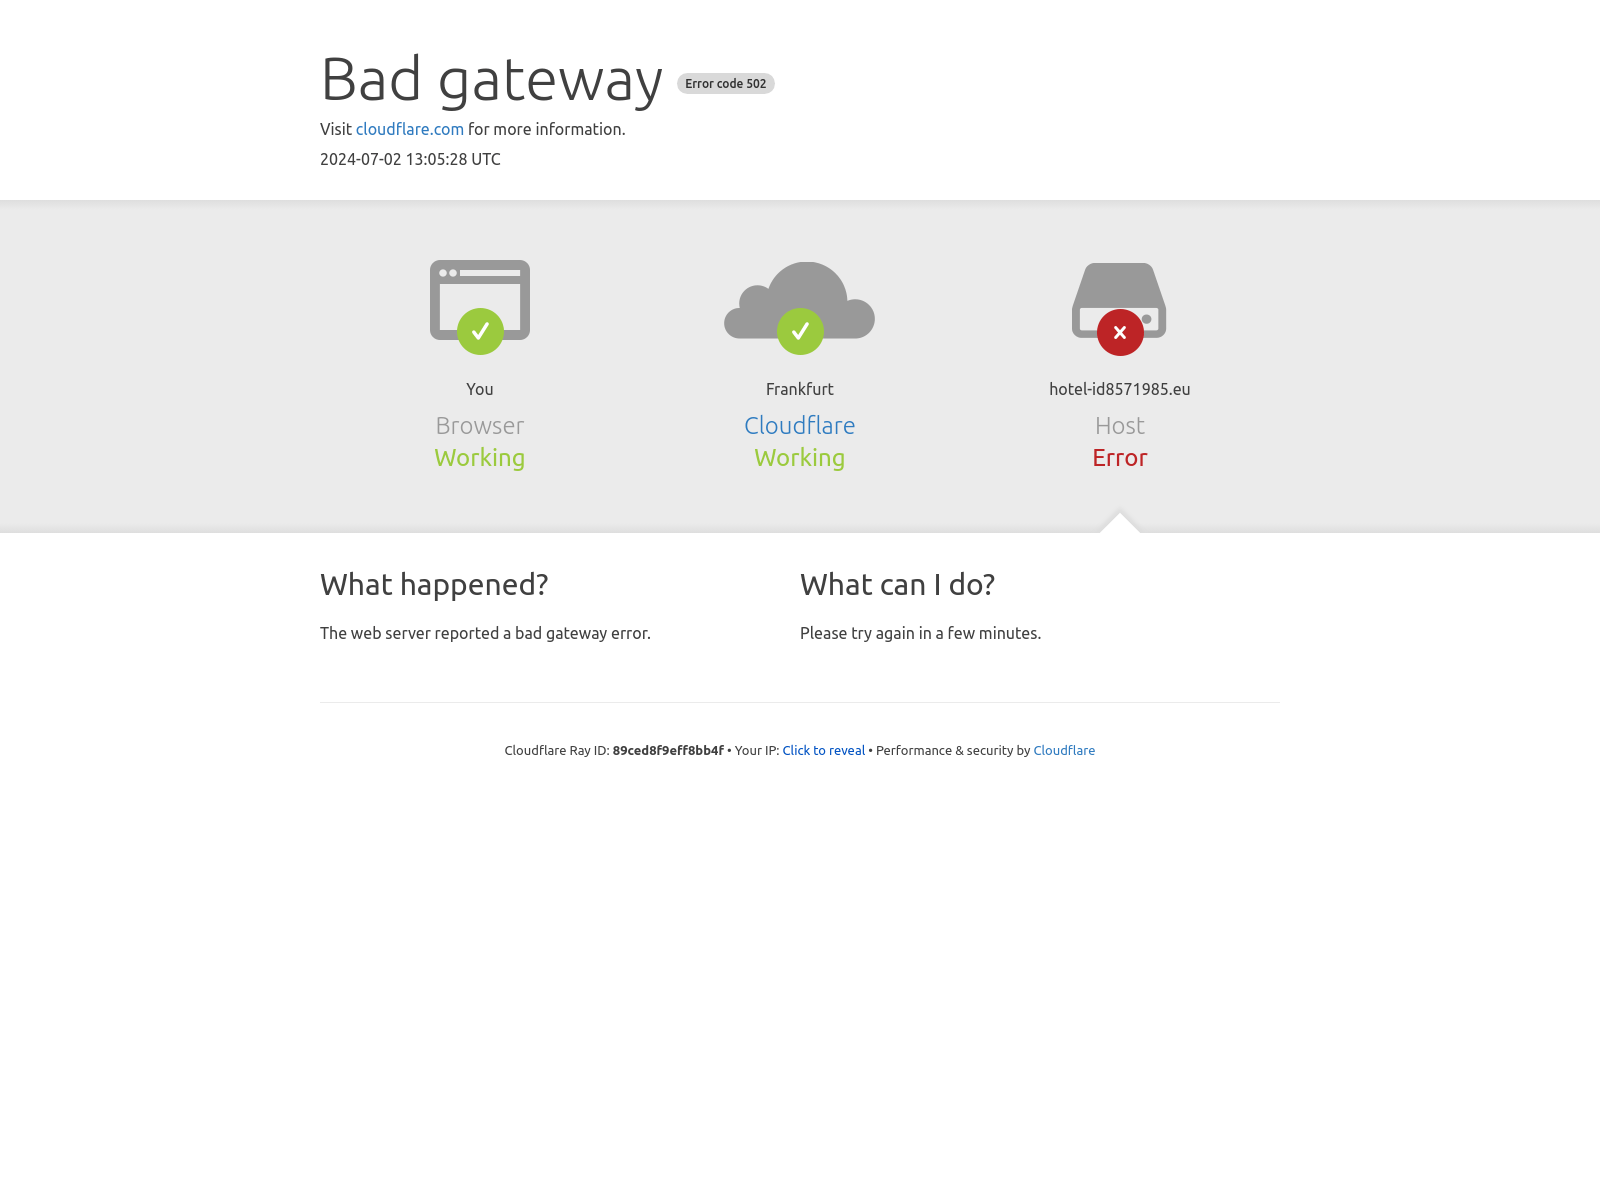 Bad gateway Error code 502
Visit cloudflare.com for more information.
2024-07-02 13:05:28 UTC
You
Browser
Working
Frankfurt
Cloudflare
Working
hotel-id8571985.eu
Host
Error
What happened?
The web server reported a bad gateway error.
What can I do?
Please try again in a few minutes.
Cloudflare Ray ID: 89ced8f9eff8bb4f • Your IP: Click to reveal • Performance & security by Cloudflare